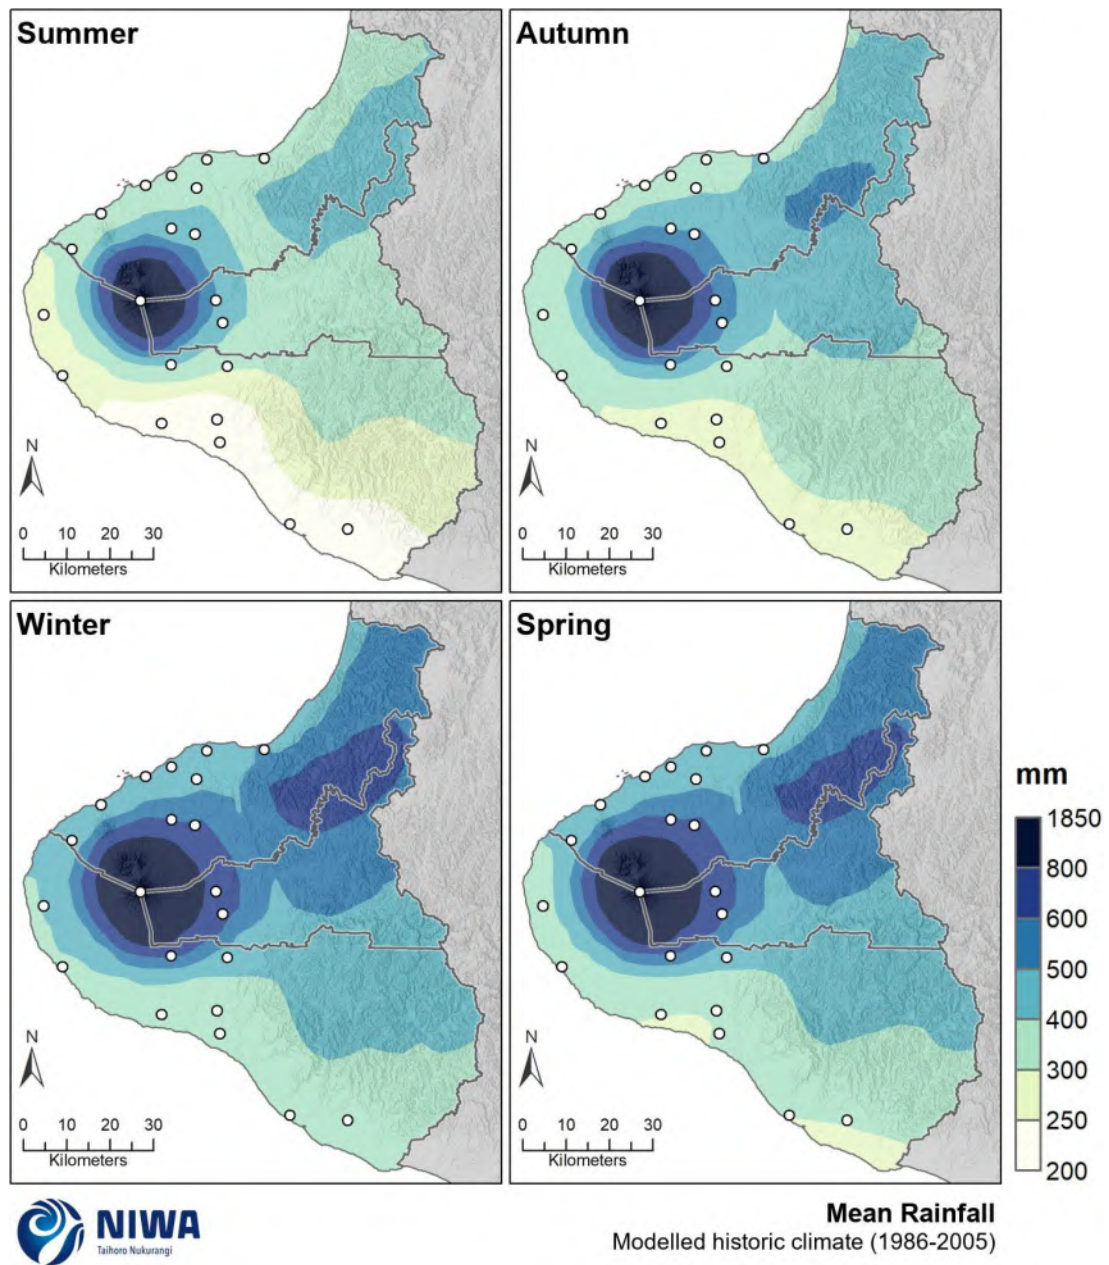 Summer
N
0 10 20 30
Kilometers
Autumn
N
0 10 20 30
Kilometers
Winter
N
0 10 20 30
Kilometers
Spring
N
0 10 20 30
Kilometers
mm
1850
800
600
500
400
300
250
200
NIWA
Taihoro Nukurangi
Mean Rainfall
Modelled historic climate (1986-2005)